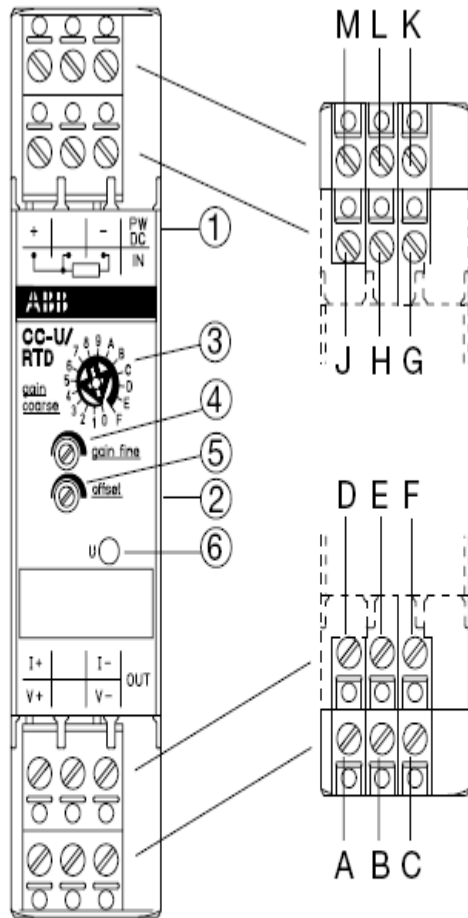 M L K
+ - PW DC
IN
①
ABB
CC-U/
RTD
gain
coarse
0 1 2 3 4 5 6 7 8 9 A B C D E F
③
④
gain fine
⑤
offset
②
U
⑥
J H G
D E F
I+ I- OUT
V+ V-
A B C